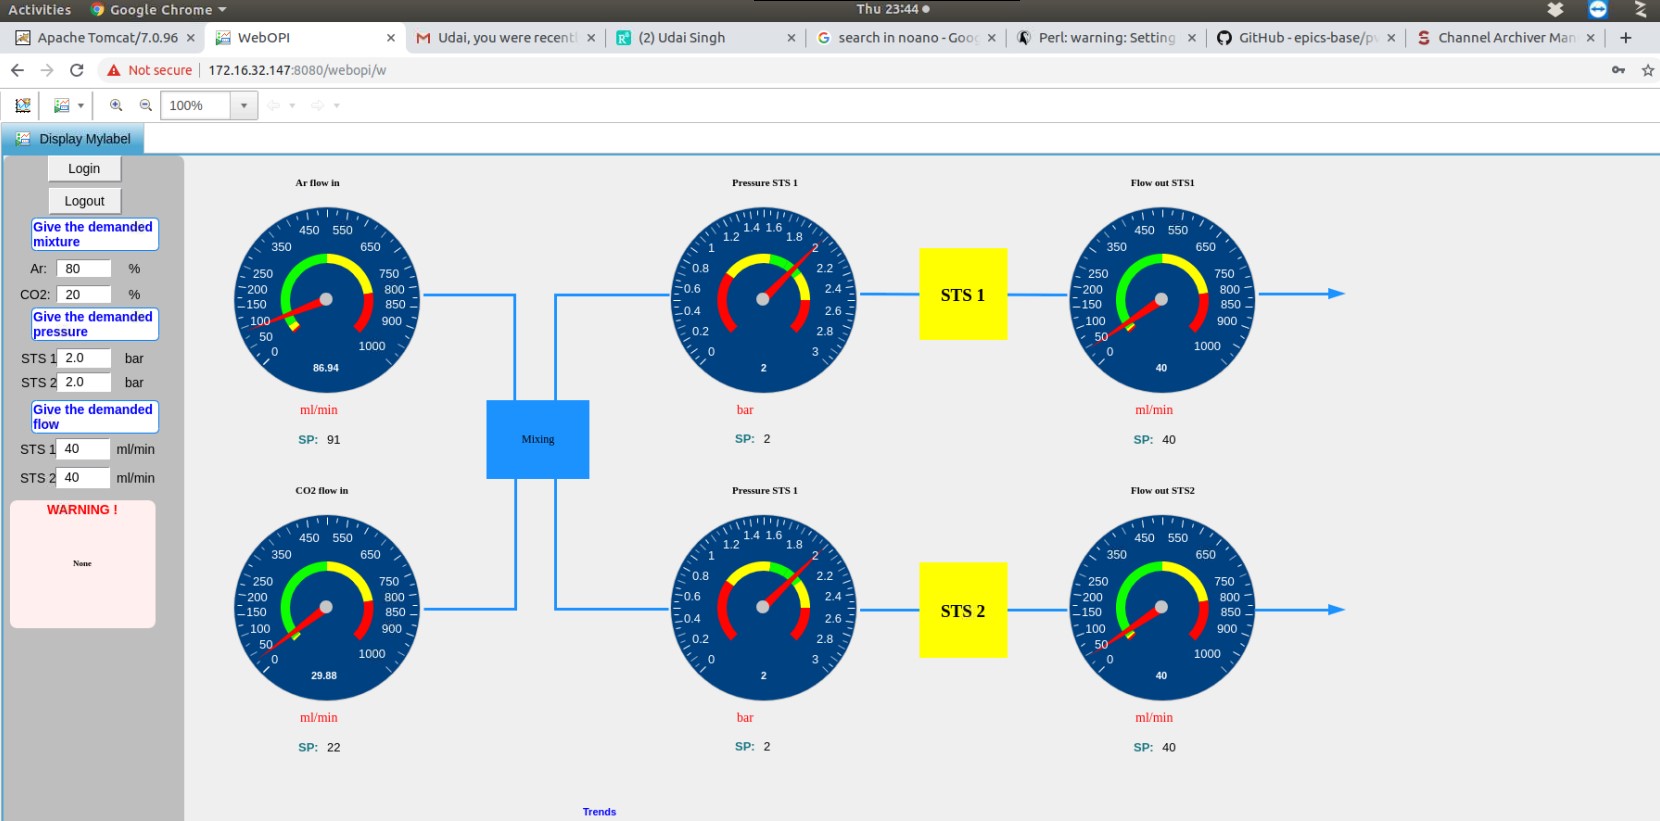 Activities Google Chrome Thu 23:44
Apache Tomcat/7.0.96 WebOPI Udai, you were recent (2) Udai Singh search in noano - Goog Perl: warning: Setting GitHub - epics-base/pv Channel Archiver Man
Not secure 172.16.32.147:8080/webopi/w
100%
Display Mylabel
Login
Logout
Give the demanded
mixture
Ar: 80 %
CO2: 20 %
Give the demanded
pressure
STS 1 2.0 bar
STS 2 2.0 bar
Give the demanded
flow
STS 1 40 ml/min
STS 2 40 ml/min
WARNING !
None
Ar flow in
0 50 100 150 200 250 350 450 550 650 750 800 850 900 1000
86.94
ml/min
SP: 91
Pressure STS 1
0 0.2 0.4 0.6 0.8 1 1.2 1.4 1.6 1.8 2 2.2 2.4 2.6 2.8 3
2
bar
SP: 2
STS 1
Flow out STS1
0 50 100 150 200 250 350 450 550 650 750 800 850 900 1000
40
ml/min
SP: 40
Mixing
CO2 flow in
0 50 100 150 200 250 350 450 550 650 750 800 850 900 1000
29.88
ml/min
SP: 22
Pressure STS 1
0 0.2 0.4 0.6 0.8 1 1.2 1.4 1.6 1.8 2 2.2 2.4 2.6 2.8 3
2
bar
SP: 2
STS 2
Flow out STS2
0 50 100 150 200 250 350 450 550 650 750 800 850 900 1000
40
ml/min
SP: 40
Trends